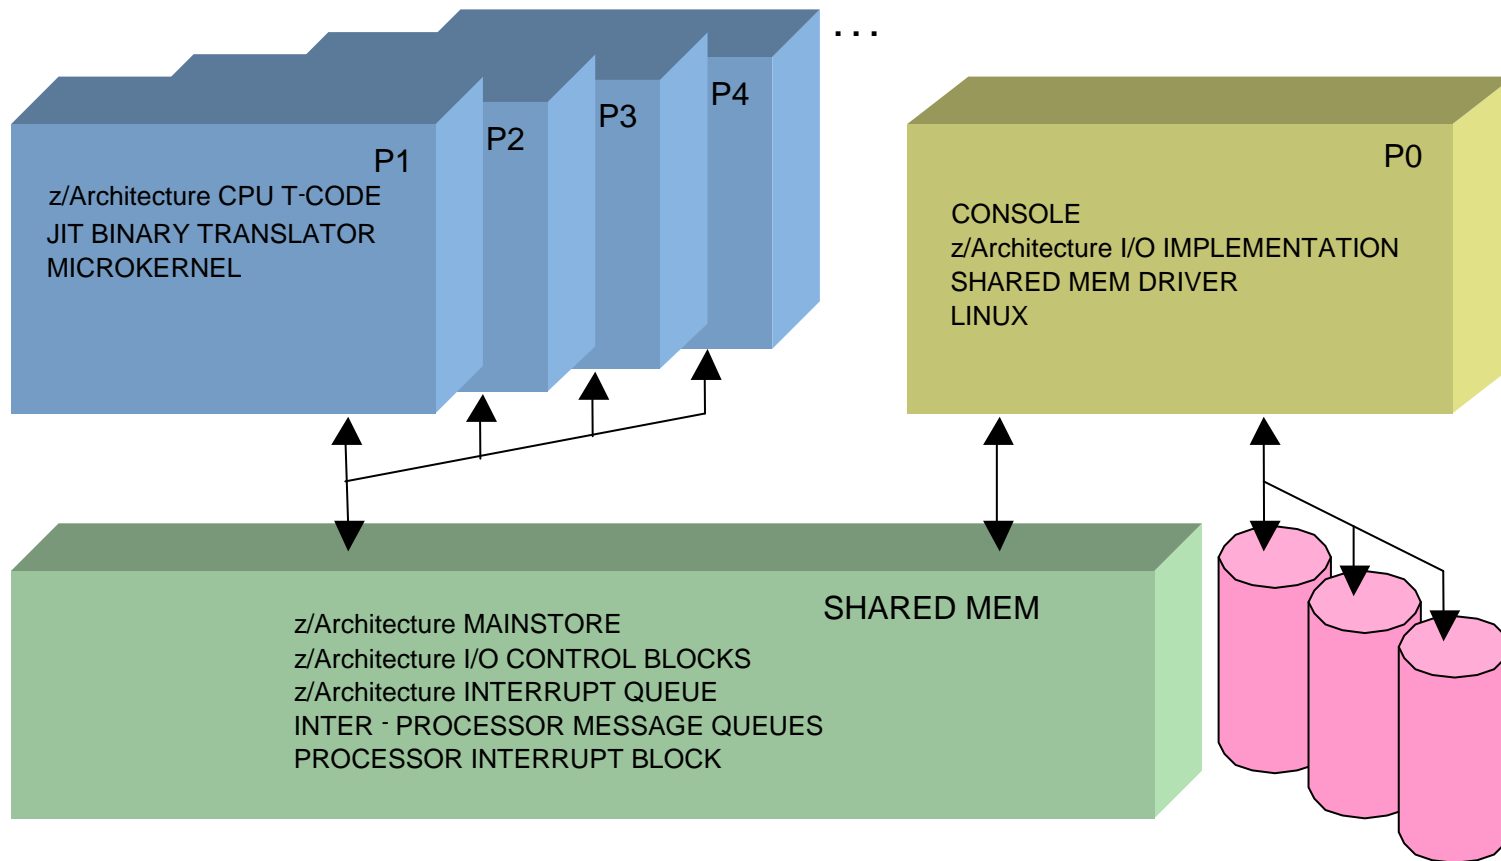 . . .
P4
P3
P2
P1
z/Architecture CPU T-CODE
JIT BINARY TRANSLATOR
MICROKERNEL
P0
CONSOLE
z/Architecture I/O IMPLEMENTATION
SHARED MEM DRIVER
LINUX
SHARED MEM
z/Architecture MAINSTORE
z/Architecture I/O CONTROL BLOCKS
z/Architecture INTERRUPT QUEUE
INTER - PROCESSOR MESSAGE QUEUES
PROCESSOR INTERRUPT BLOCK